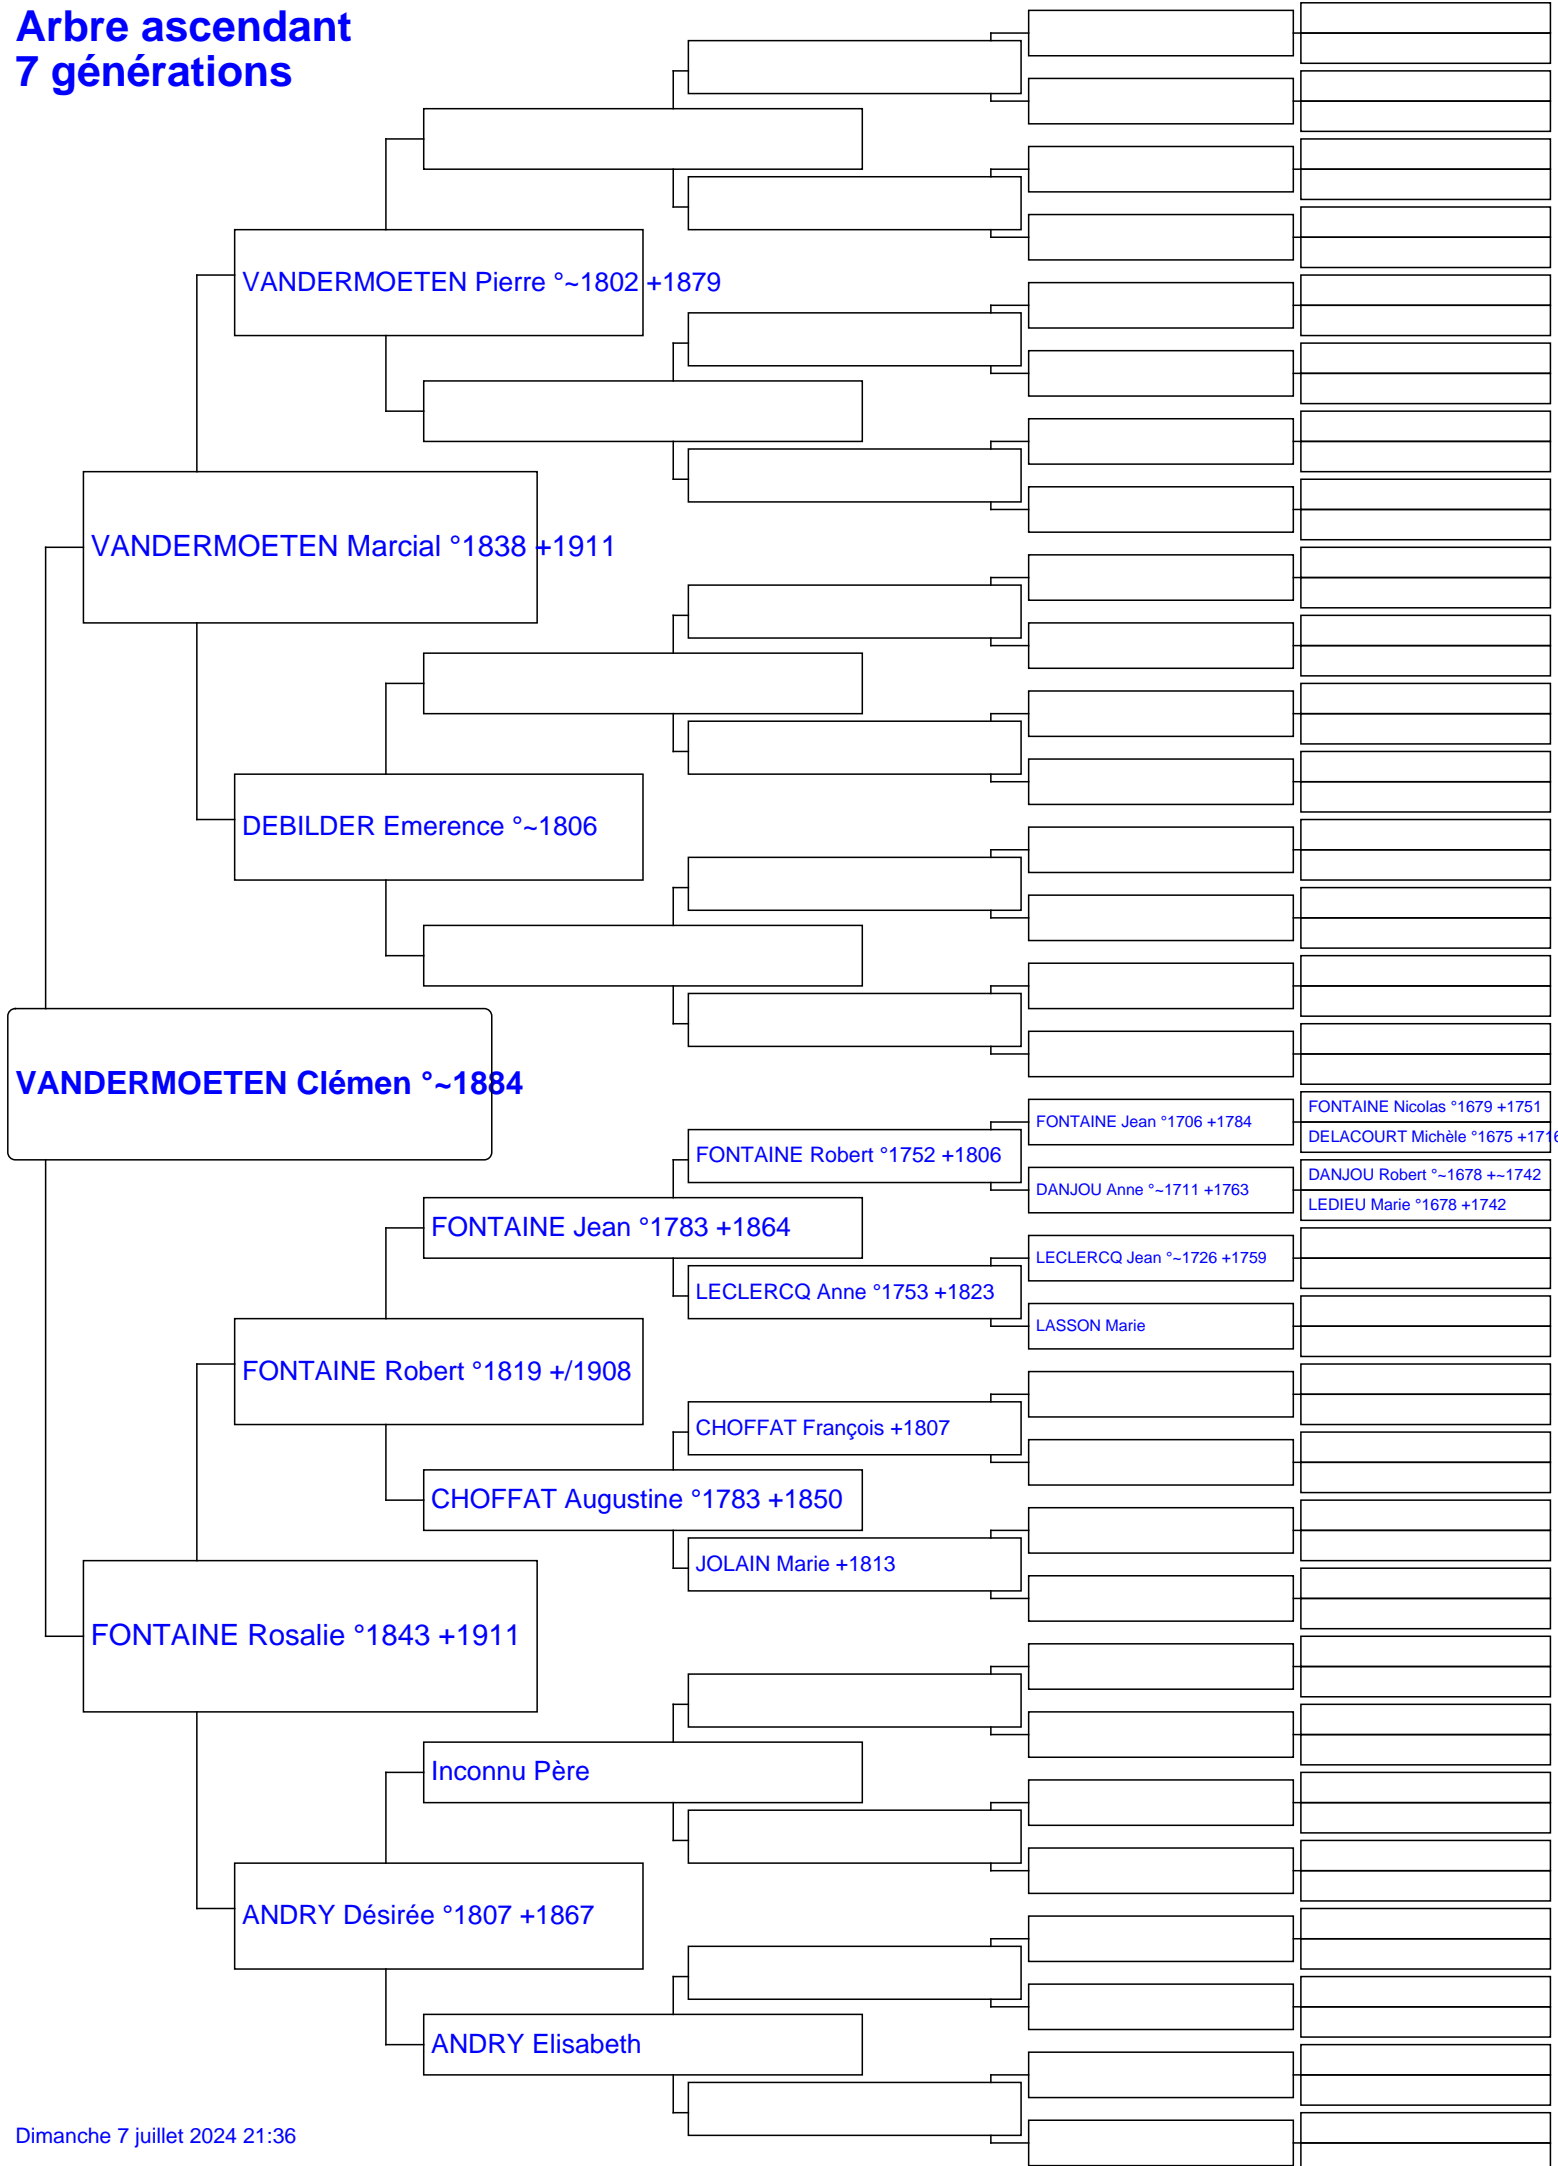 Arbre ascendant
7 générations
VANDERMOETEN Pierre °~1802 +1879
VANDERMOETEN Marcial °1838 +1911
DEBILDER Emerence °~1806
VANDERMOETEN Clémen °~1884
FONTAINE Nicolas °1679 +1751
FONTAINE Jean °1706 +1784
DELACOURT Michèle °1675 +1716
FONTAINE Robert °1752 +1806
DANJOU Robert °~1678 +~1742
DANJOU Anne °~1711 +1763
LEDIEU Marie °1678 +1742
FONTAINE Jean °1783 +1864
LECLERCQ Jean °~1726 +1759
LECLERCQ Anne °1753 +1823
LASSON Marie
FONTAINE Robert °1819 +/1908
CHOFFAT François +1807
CHOFFAT Augustine °1783 +1850
JOLAIN Marie +1813
FONTAINE Rosalie °1843 +1911
Inconnu Père
ANDRY Désirée °1807 +1867
ANDRY Elisabeth
Dimanche 7 juillet 2024 21:36